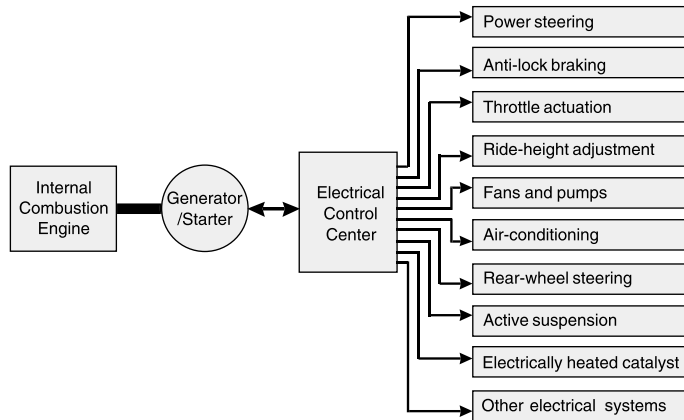 Power steering
Anti-lock braking
Throttle actuation
Ride-height adjustment
Internal
Combustion
Engine
Generator
/Starter
Electrical
Control
Center
Fans and pumps
Air-conditioning
Rear-wheel steering
Active suspension
Electrically heated catalyst
Other electrical systems